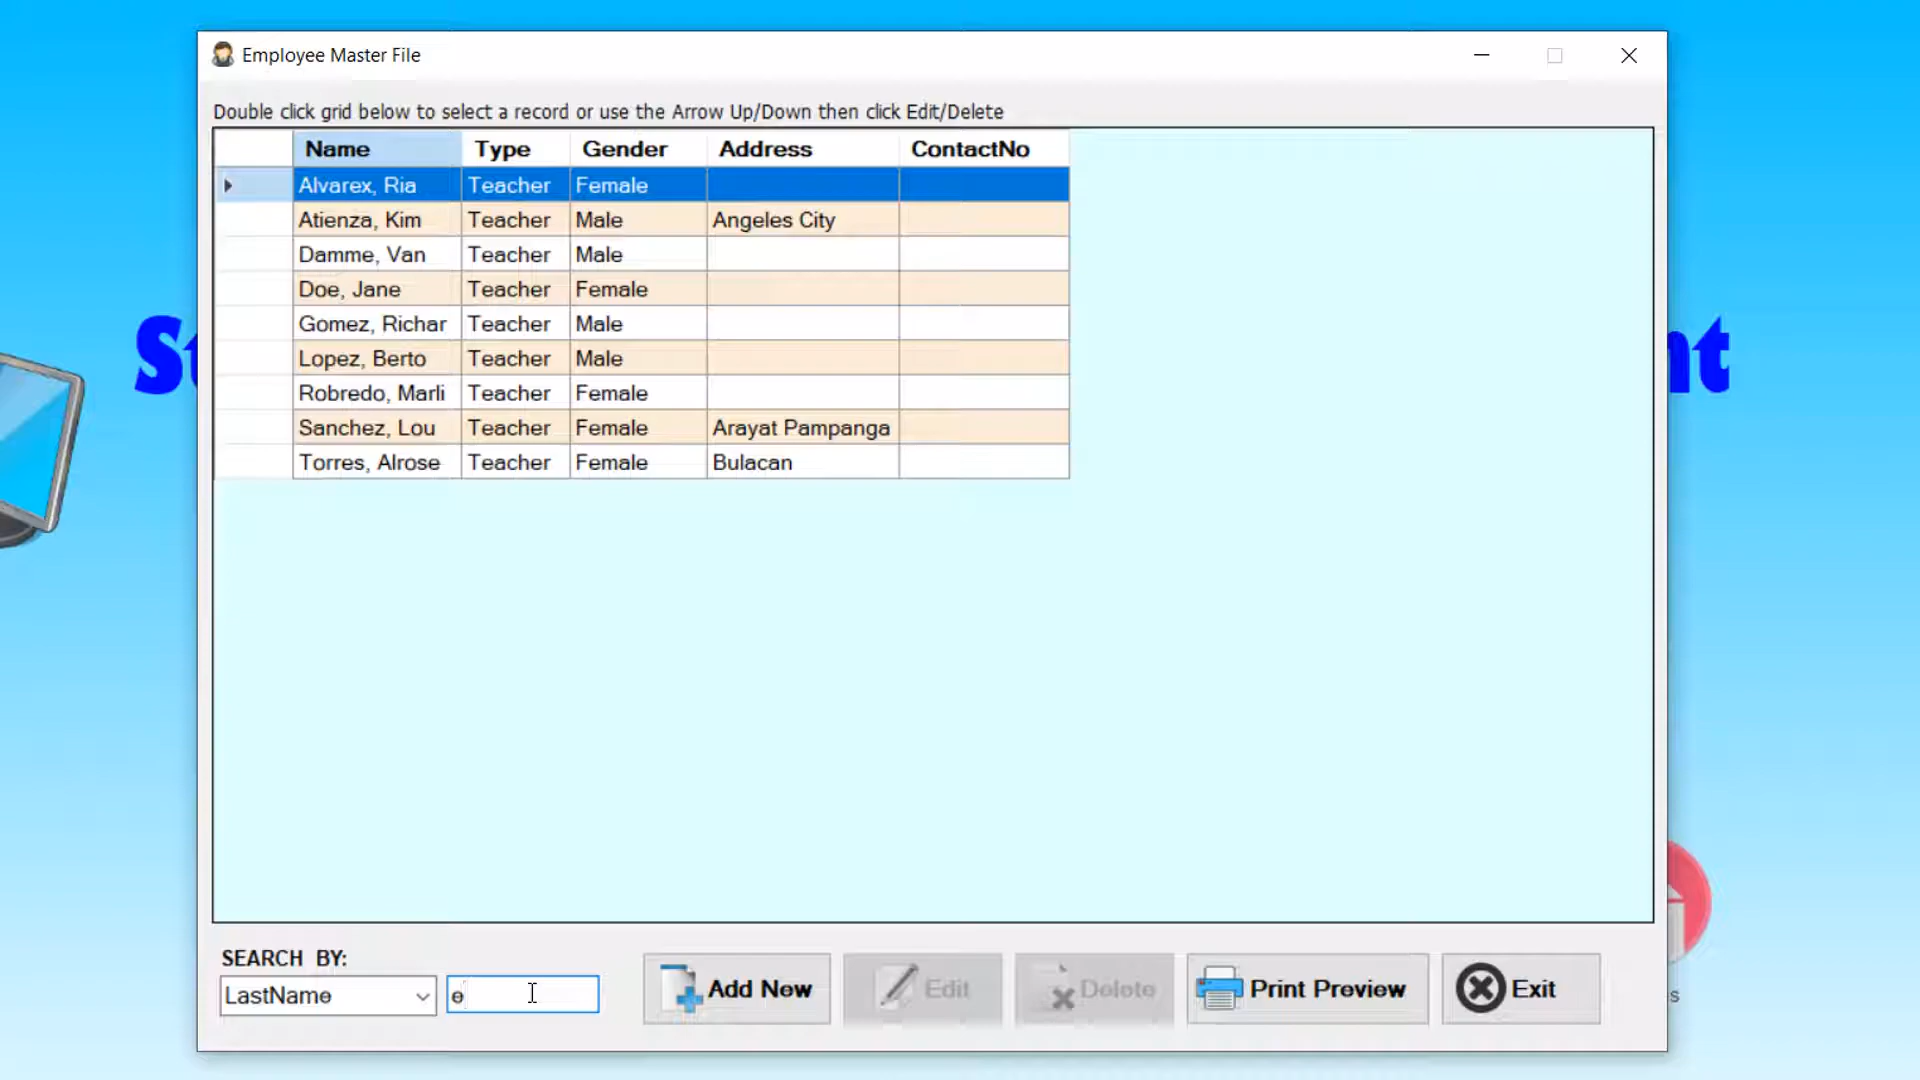 Employee Master File
Double click grid below to select a record or use the Arrow Up/Down then click Edit/Delete
Name Type Gender Address ContactNo
Alvarex, Ria Teacher Female
Atienza, Kim Teacher Male Angeles City
Damme, Van Teacher Male
Doe, Jane Teacher Female
Gomez, Richar Teacher Male
Lopez, Berto Teacher Male
Robredo, Marli Teacher Female
Sanchez, Lou Teacher Female Arayat Pampanga
Torres, Alrose Teacher Female Bulacan
St
nt
SEARCH BY:
LastName e Add New Edit Delete Print Preview Exit
s